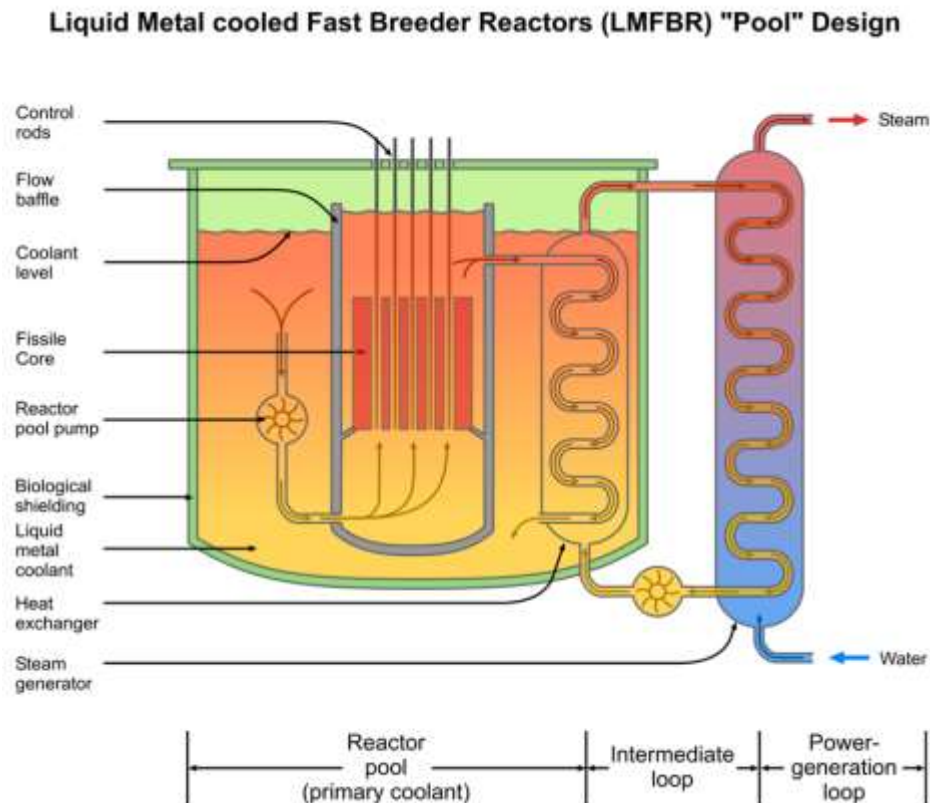 Liquid Metal cooled Fast Breeder Reactors (LMFBR) "Pool" Design
Control
rods
Steam
Flow
baffle
Coolant
level
Fissile
Core
Reactor
pool pump
Biological
shielding
Liquid
metal
coolant
Heat
exchanger
Steam
generator
Water
Reactor
pool
(primary coolant)
Intermediate
loop
Power-
generation
loop